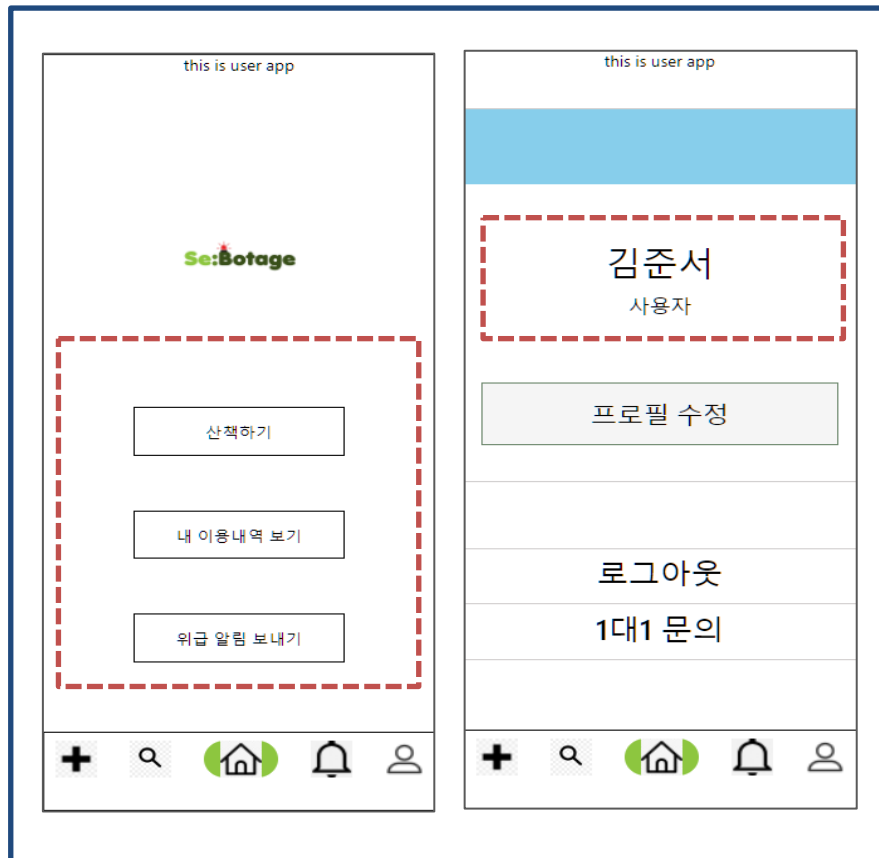 this is user app
Se:Botage
산책하기
내 이용내역 보기
위급 알림 보내기
this is user app
김준서
사용자
프로필 수정
로그아웃
1대1 문의